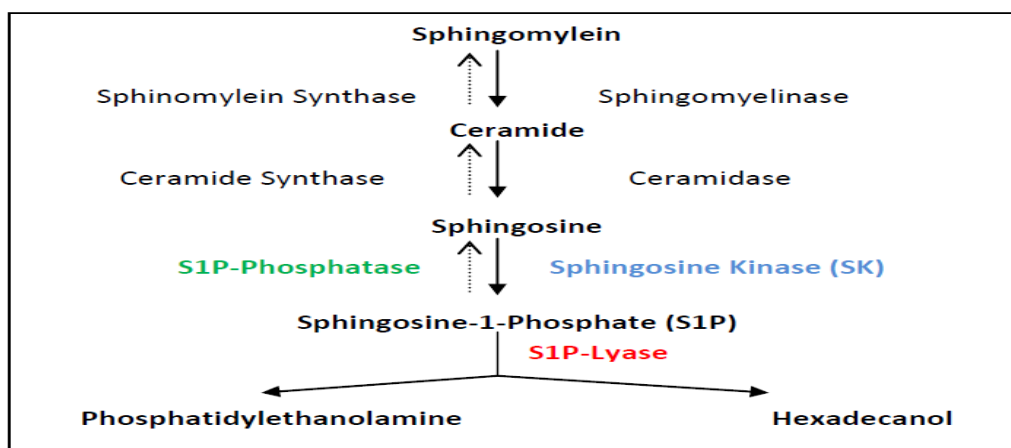 Sphingomylein
Sphinomylein Synthase Sphingomyelinase
Ceramide
Ceramide Synthase Ceramidase
Sphingosine
S1P-Phosphatase Sphingosine Kinase (SK)
Sphingosine-1-Phosphate (S1P)
S1P-Lyase
Phosphatidylethanolamine Hexadecanol